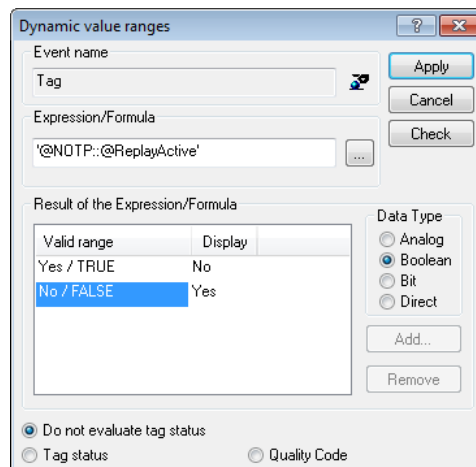 Dynamic value ranges
Event name
Tag
Apply
Cancel
Expression/Formula
Check
'@NOTP::@ReplayActive'
...
Result of the Expression/Formula
Data Type
Valid range Display
Analog
Yes / TRUE No
Boolean
No / FALSE Yes
Bit
Direct
Add...
Remove
Do not evaluate tag status
Tag status
Quality Code